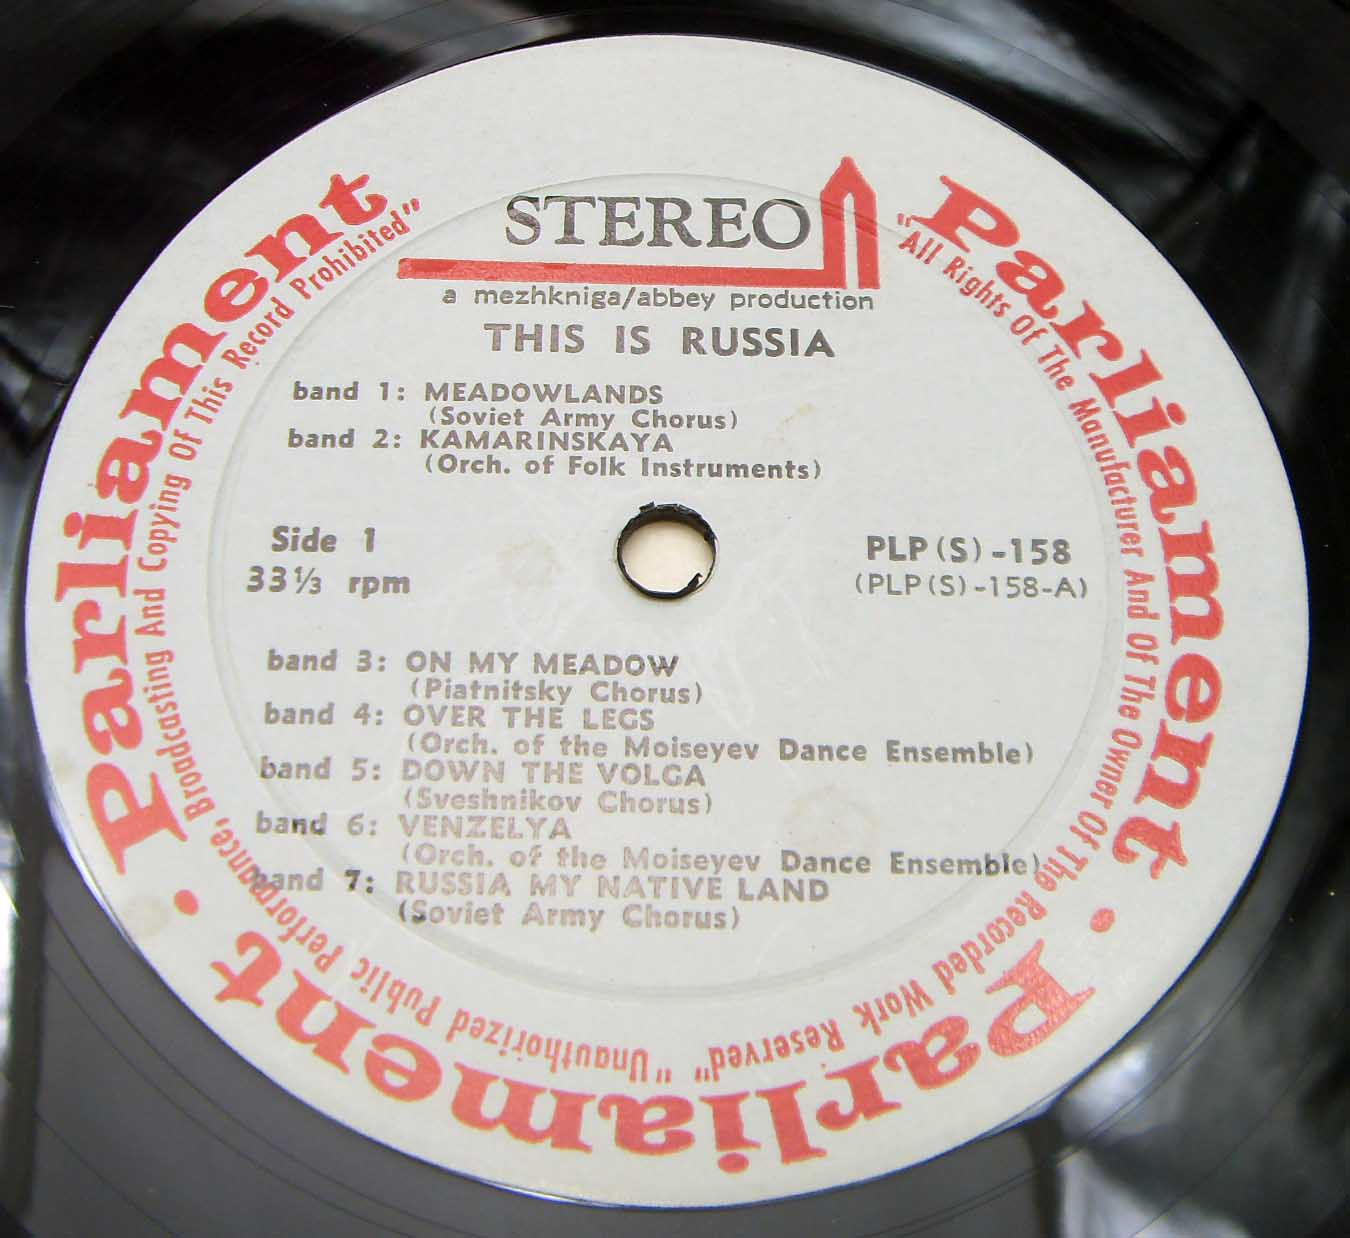 STEREO
a mezhkniga/abbey production
THIS IS RUSSIA
band 1: MEADOWLANDS
(Soviet Army Chorus)
band 2: KAMARINSKAYA
(Orch. of Folk Instruments)
Side 1
33⅓ rpm
PLP(S)-158
(PLP(S)-158-A)
band 3: ON MY MEADOW
(Piatnitsky Chorus)
band 4: OVER THE LEGS
(Orch. of the Moiseyev Dance Ensemble)
band 5: DOWN THE VOLGA
(Sveshnikov Chorus)
band 6: VENZELYA
(Orch. of the Moiseyev Dance Ensemble)
band 7: RUSSIA MY NATIVE LAND
(Soviet Army Chorus)
Parliament • Parliament • Parliament
"All Rights Of The Manufacturer And Of The Owner Of The Recorded Work Reserved" "Unauthorized Public Performance, Broadcasting And Copying Of This Record Prohibited"